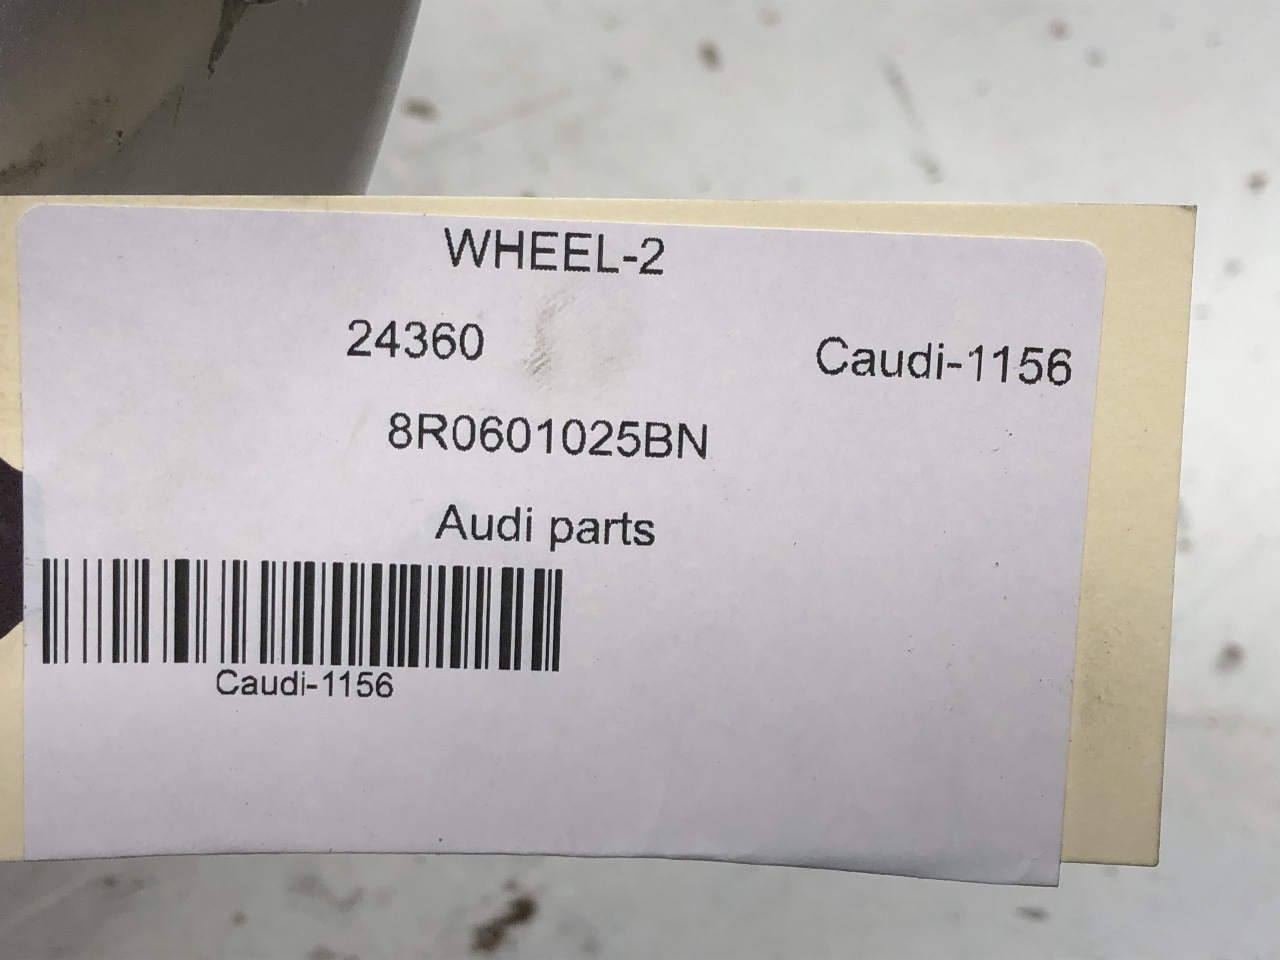 WHEEL-2
24360
Caudi-1156
8R0601025BN
Audi parts
Caudi-1156